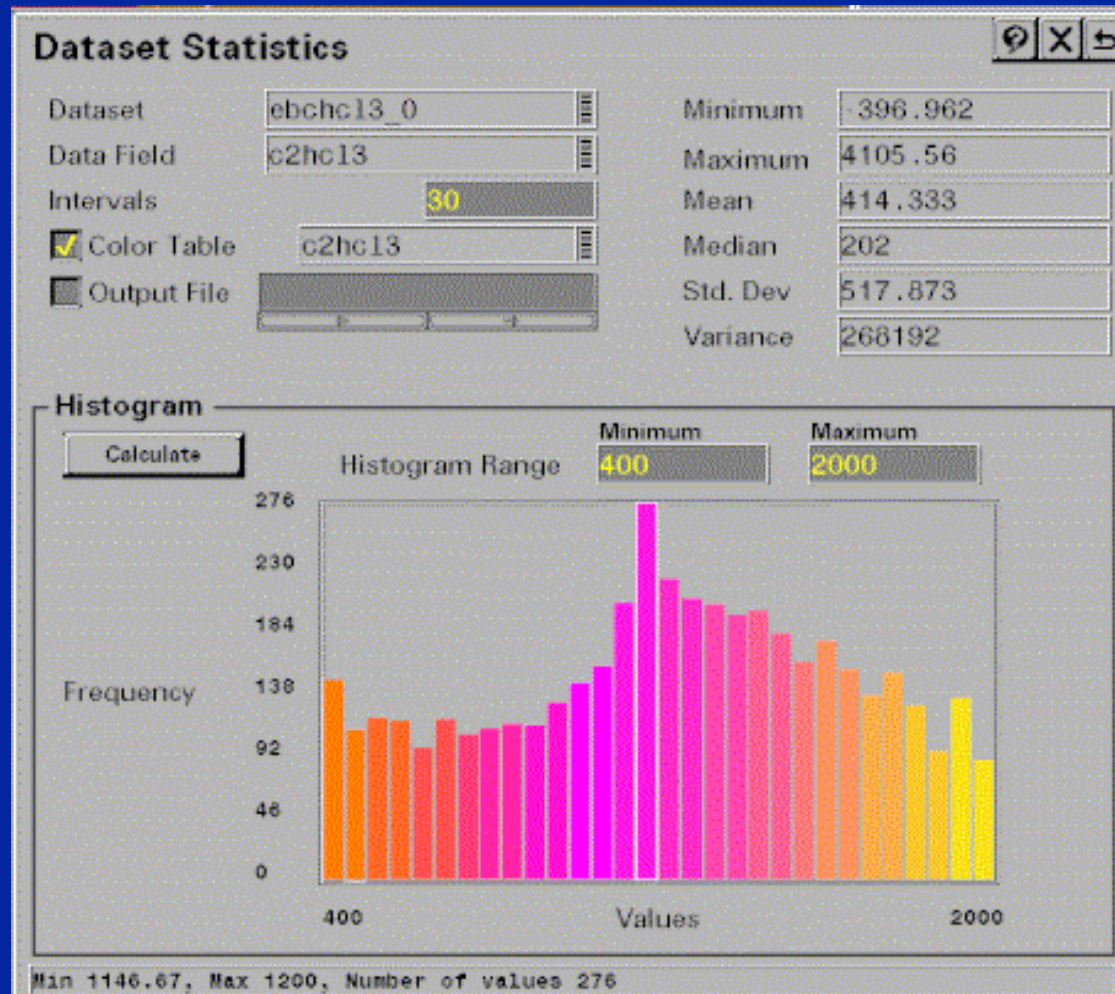 Dataset Statistics
Dataset ebchcl3_0 Minimum -396.962
Data Field c2hcl3 Maximum 4105.56
Intervals 30 Mean 414.333
Color Table c2hcl3 Median 202
Output File Std. Dev 517.873
Variance 268192
Histogram
Calculate Histogram Range Minimum 400 Maximum 2000
276
230
184
138
Frequency
92
46
0
400 Values 2000
Min 1146.67, Max 1200, Number of values 276